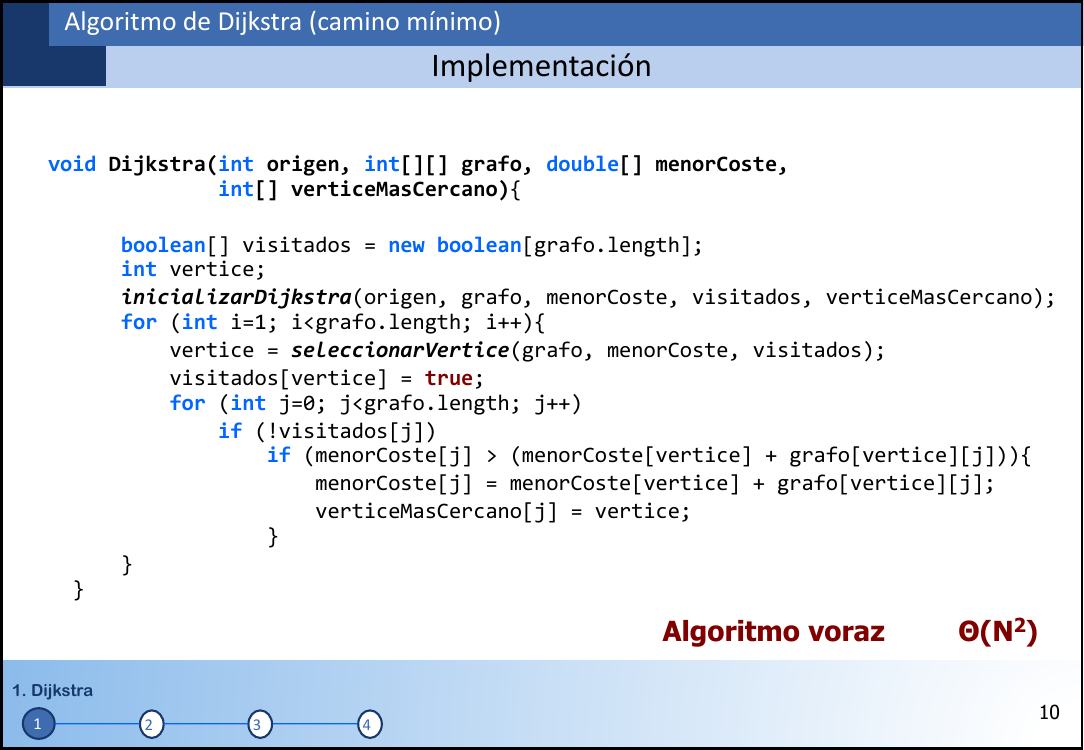 Algoritmo de Dijkstra (camino mínimo)
Implementación
void Dijkstra(int origen, int[][] grafo, double[] menorCoste,
int[] verticeMasCercano){
boolean[] visitados = new boolean[grafo.length];
int vertice;
inicializarDijkstra(origen, grafo, menorCoste, visitados, verticeMasCercano);
for (int i=1; i<grafo.length; i++){
vertice = seleccionarVertice(grafo, menorCoste, visitados);
visitados[vertice] = true;
for (int j=0; j<grafo.length; j++)
if (!visitados[j])
if (menorCoste[j] > (menorCoste[vertice] + grafo[vertice][j])){
menorCoste[j] = menorCoste[vertice] + grafo[vertice][j];
verticeMasCercano[j] = vertice;
}
}
}
Algoritmo voraz Θ(N²)
1. Dijkstra
1 2 3 4
10